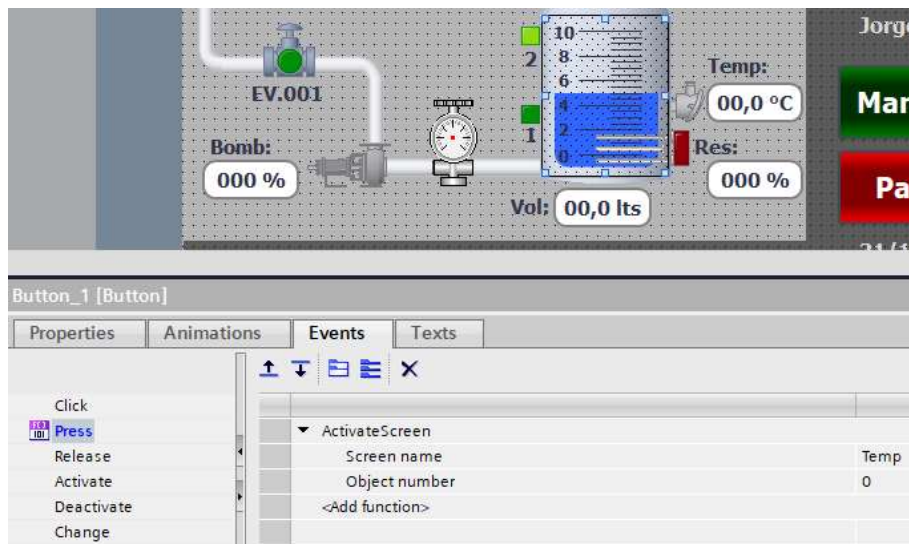 10
Jorge
2
8
Temp:
6
EV.001
4
00,0 ºC
Mar
1
2
Bomb:
0
Res:
000 %
000 %
Pa
Vol:
00,0 lts
Button_1 [Button]
Properties
Animations
Events
Texts
Click
Press
ActivateScreen
Release
Screen name
Temp
Activate
Object number
0
Deactivate
<Add function>
Change